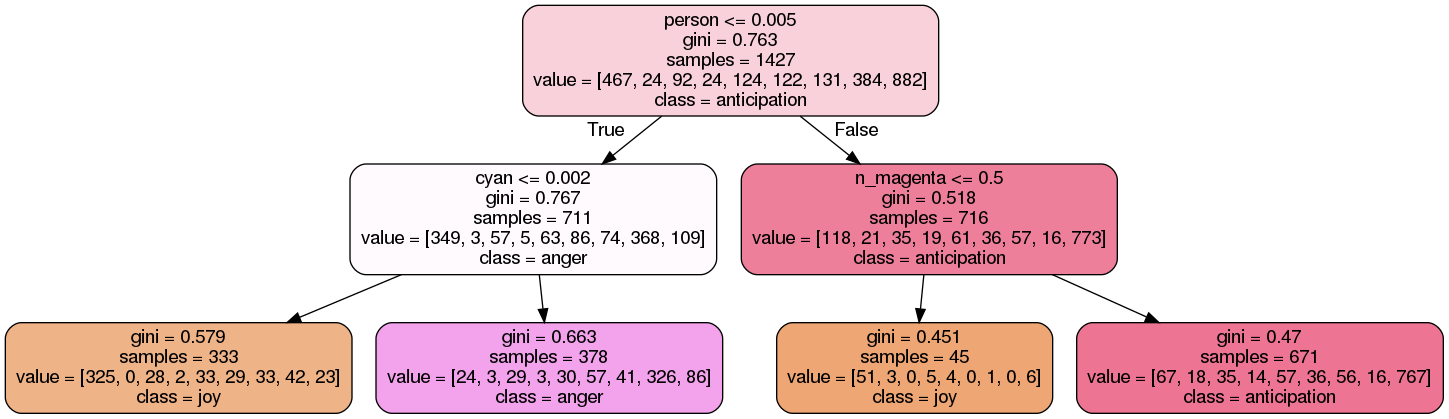 person <= 0.005
gini = 0.763
samples = 1427
value = [467, 24, 92, 24, 124, 122, 131, 384, 882]
class = anticipation
True
False
cyan <= 0.002
gini = 0.767
samples = 711
value = [349, 3, 57, 5, 63, 86, 74, 368, 109]
class = anger
n_magenta <= 0.5
gini = 0.518
samples = 716
value = [118, 21, 35, 19, 61, 36, 57, 16, 773]
class = anticipation
gini = 0.579
samples = 333
value = [325, 0, 28, 2, 33, 29, 33, 42, 23]
class = joy
gini = 0.663
samples = 378
value = [24, 3, 29, 3, 30, 57, 41, 326, 86]
class = anger
gini = 0.451
samples = 45
value = [51, 3, 0, 5, 4, 0, 1, 0, 6]
class = joy
gini = 0.47
samples = 671
value = [67, 18, 35, 14, 57, 36, 56, 16, 767]
class = anticipation